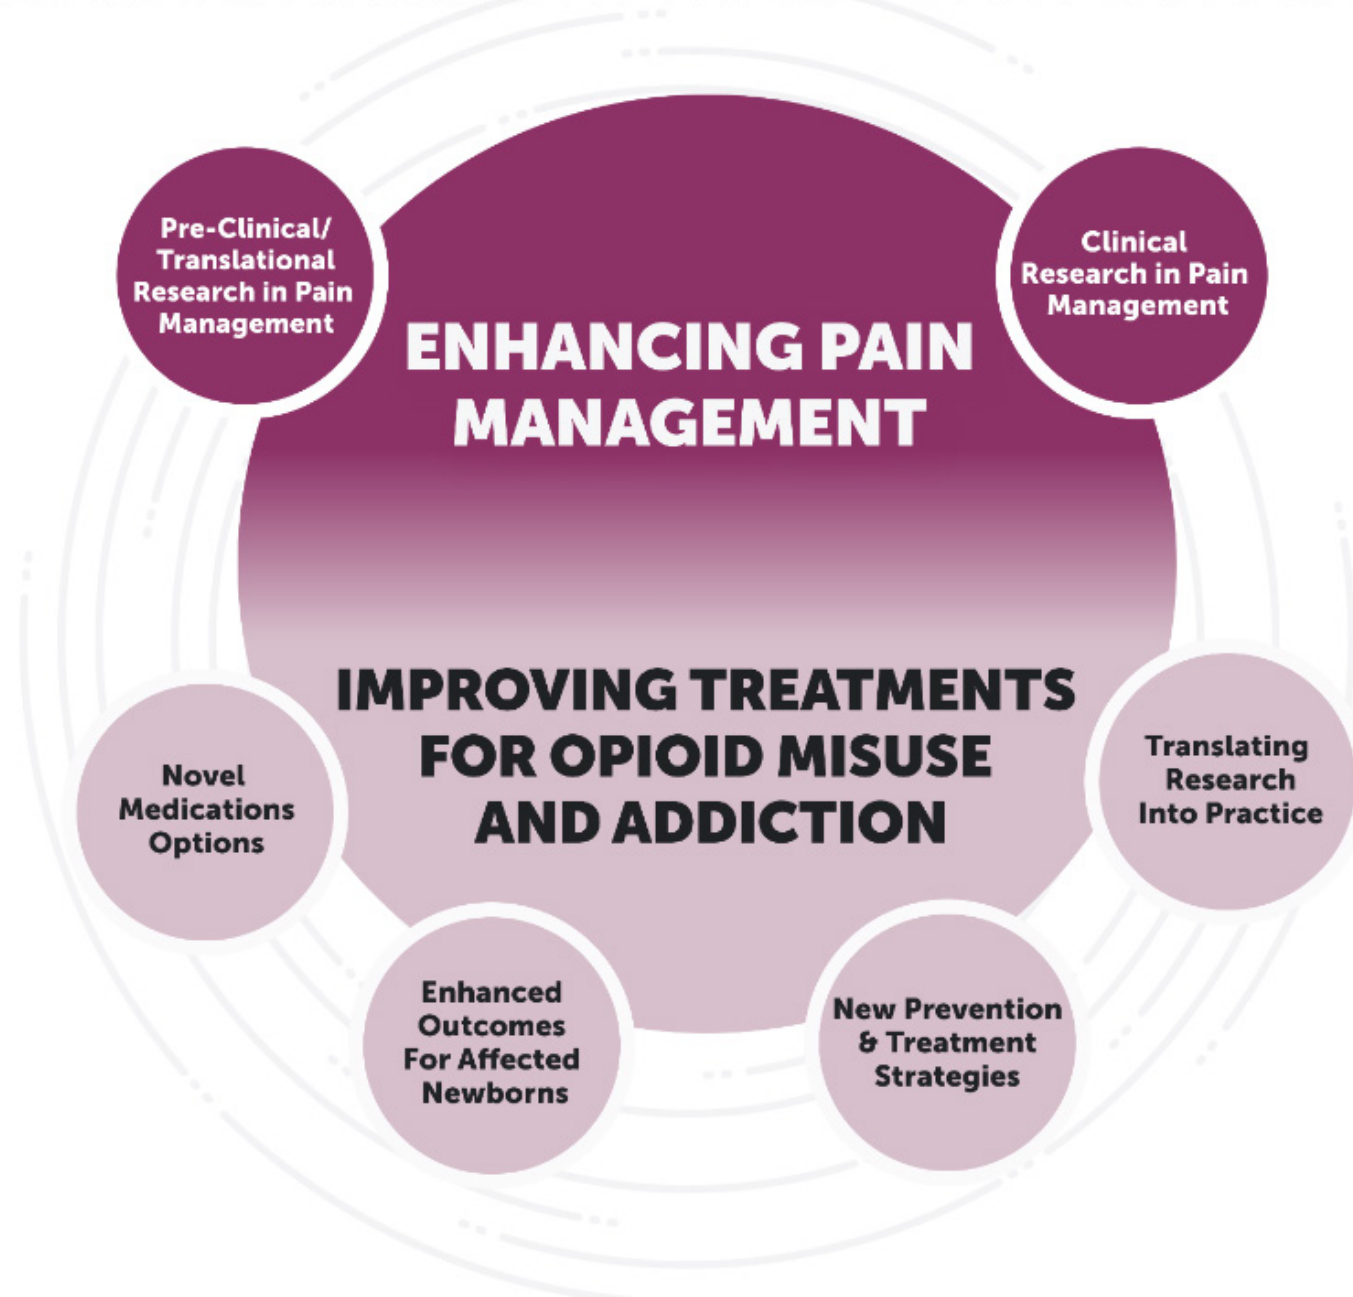 Pre-Clinical/
Translational
Research in Pain
Management
Clinical
Research in Pain
Management
ENHANCING PAIN
MANAGEMENT
IMPROVING TREATMENTS
FOR OPIOID MISUSE
AND ADDICTION
Novel
Medications
Options
Translating
Research
Into Practice
Enhanced
Outcomes
For Affected
Newborns
New Prevention
& Treatment
Strategies